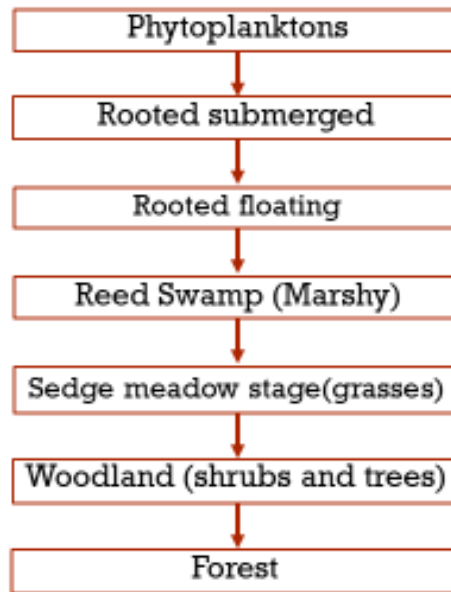 Phytoplanktons
Rooted submerged
Rooted floating
Reed Swamp (Marshy)
Sedge meadow stage(grasses)
Woodland (shrubs and trees)
Forest